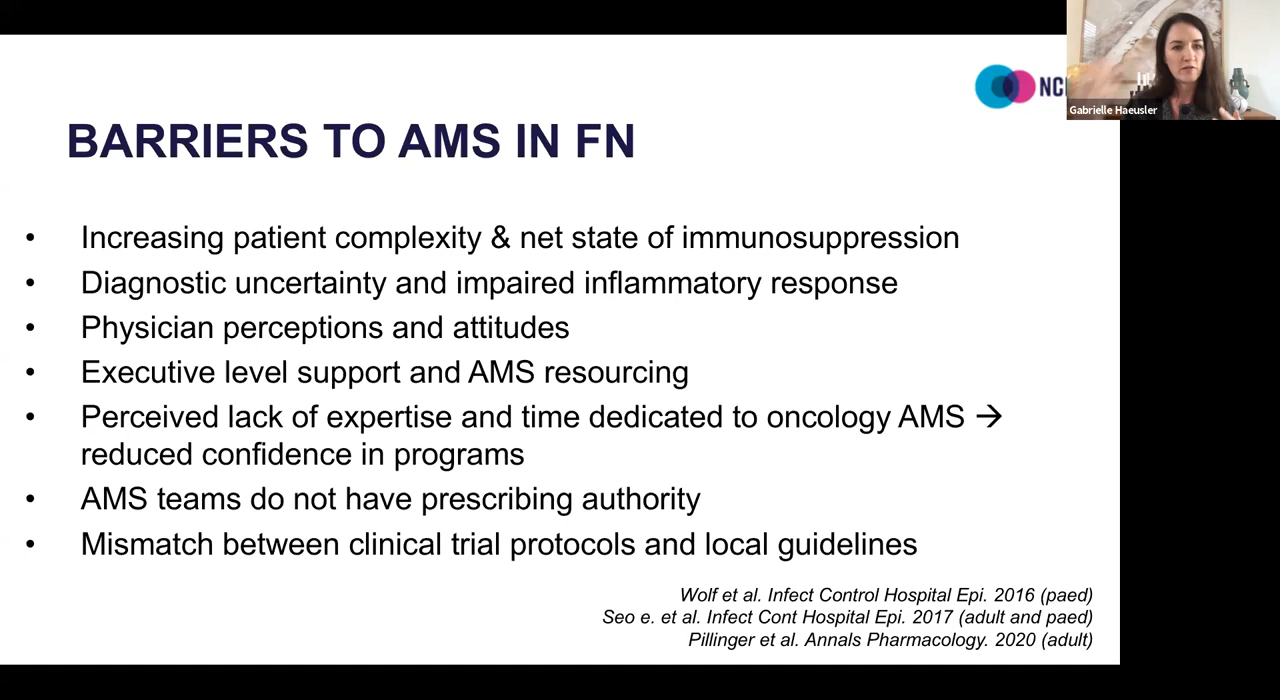 NCI
Gabrielle Haeusler
BARRIERS TO AMS IN FN
• Increasing patient complexity & net state of immunosuppression
• Diagnostic uncertainty and impaired inflammatory response
• Physician perceptions and attitudes
• Executive level support and AMS resourcing
• Perceived lack of expertise and time dedicated to oncology AMS →
reduced confidence in programs
• AMS teams do not have prescribing authority
• Mismatch between clinical trial protocols and local guidelines
Wolf et al. Infect Control Hospital Epi. 2016 (paed)
Seo e. et al. Infect Cont Hospital Epi. 2017 (adult and paed)
Pillinger et al. Annals Pharmacology. 2020 (adult)